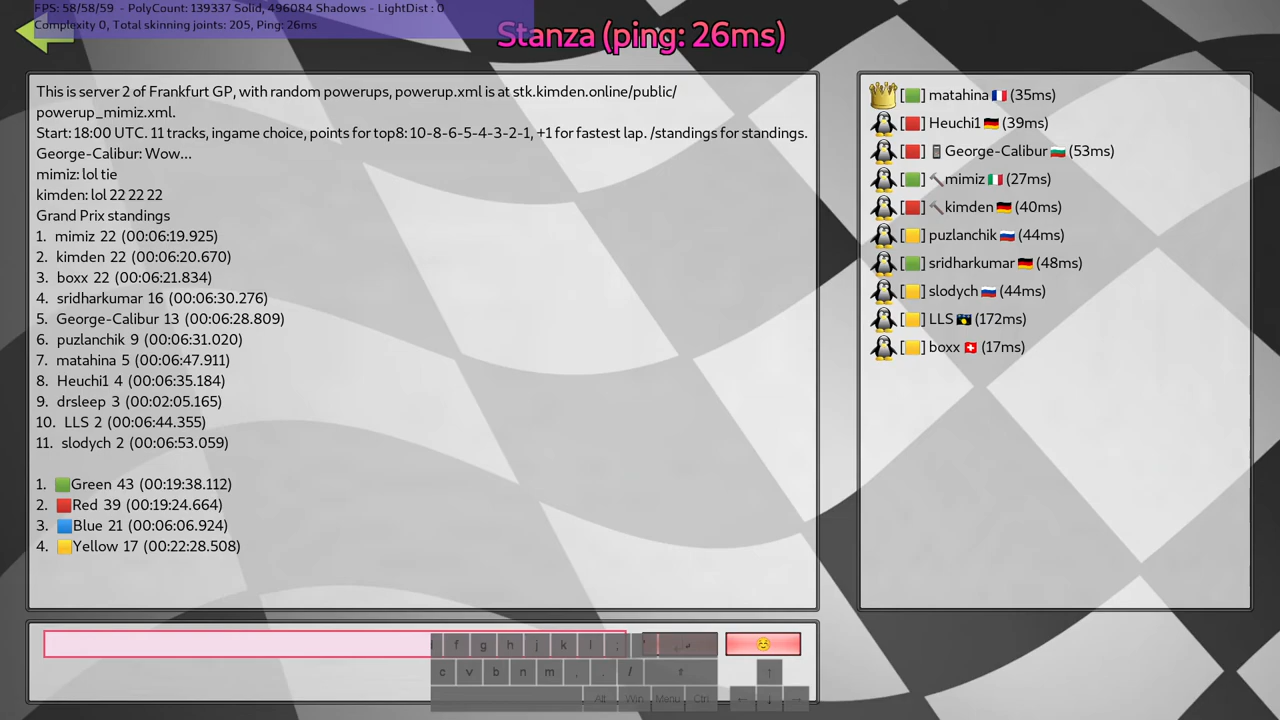 FPS: 58/58/59 - PolyCount: 139337 Solid, 496084 Shadows - LightDist : 0
Complexity 0, Total skinning joints: 205, Ping: 26ms
Stanza (ping: 26ms)
This is server 2 of Frankfurt GP, with random powerups, powerup.xml is at stk.kimden.online/public/
powerup_mimiz.xml.
Start: 18:00 UTC. 11 tracks, ingame choice, points for top8: 10-8-6-5-4-3-2-1, +1 for fastest lap. /standings for standings.
George-Calibur: Wow...
mimiz: lol tie
kimden: lol 22 22 22
Grand Prix standings
1. mimiz 22 (00:06:19.925)
2. kimden 22 (00:06:20.670)
3. boxx 22 (00:06:21.834)
4. sridharkumar 16 (00:06:30.276)
5. George-Calibur 13 (00:06:28.809)
6. puzlanchik 9 (00:06:31.020)
7. matahina 5 (00:06:47.911)
8. Heuchi1 4 (00:06:35.184)
9. drsleep 3 (00:02:05.165)
10. LLS 2 (00:06:44.355)
11. slodych 2 (00:06:53.059)
1. Green 43 (00:19:38.112)
2. Red 39 (00:19:24.664)
3. Blue 21 (00:06:06.924)
4. Yellow 17 (00:22:28.508)
[🟩] matahina 🇫🇷 (35ms)
[🟥] Heuchi1 🇩🇪 (39ms)
[🟥] 📱George-Calibur 🇧🇬 (53ms)
[🟩] 🔨mimiz 🇮🇹 (27ms)
[🟥] 🔨kimden 🇩🇪 (40ms)
[🟨] puzlanchik 🇷🇺 (44ms)
[🟩] sridharkumar 🇩🇪 (48ms)
[🟨] slodych 🇷🇺 (44ms)
[🟨] LLS (172ms)
[🟨] boxx 🇨🇭 (17ms)
f g h j k l ; '
c v b n m , . / ⇧ ↑
Alt Win Menu Ctrl ← ↓ →